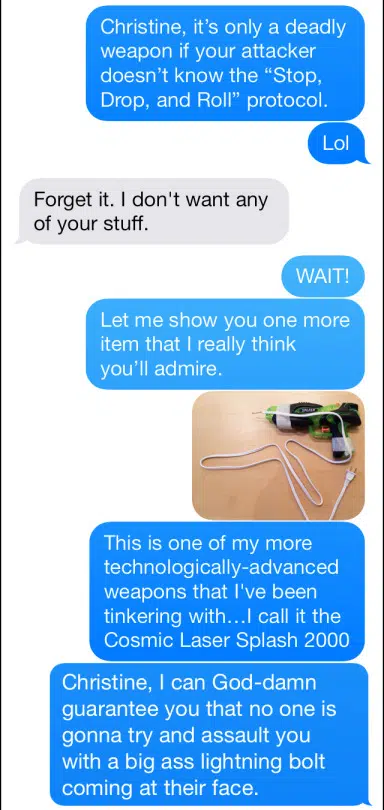 Christine, it’s only a deadly
weapon if your attacker
doesn’t know the “Stop,
Drop, and Roll” protocol.
Lol
Forget it. I don't want any
of your stuff.
WAIT!
Let me show you one more
item that I really think
you’ll admire.
This is one of my more
technologically-advanced
weapons that I've been
tinkering with...I call it the
Cosmic Laser Splash 2000
Christine, I can God-damn
guarantee you that no one is
gonna try and assault you
with a big ass lightning bolt
coming at their face.